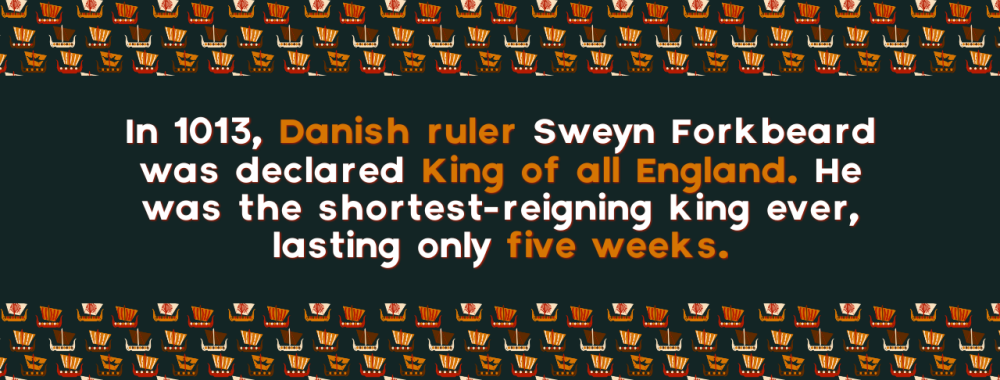 In 1013, Danish ruler Sweyn Forkbeard
was declared King of all England. He
was the shortest-reigning king ever,
lasting only five weeks.